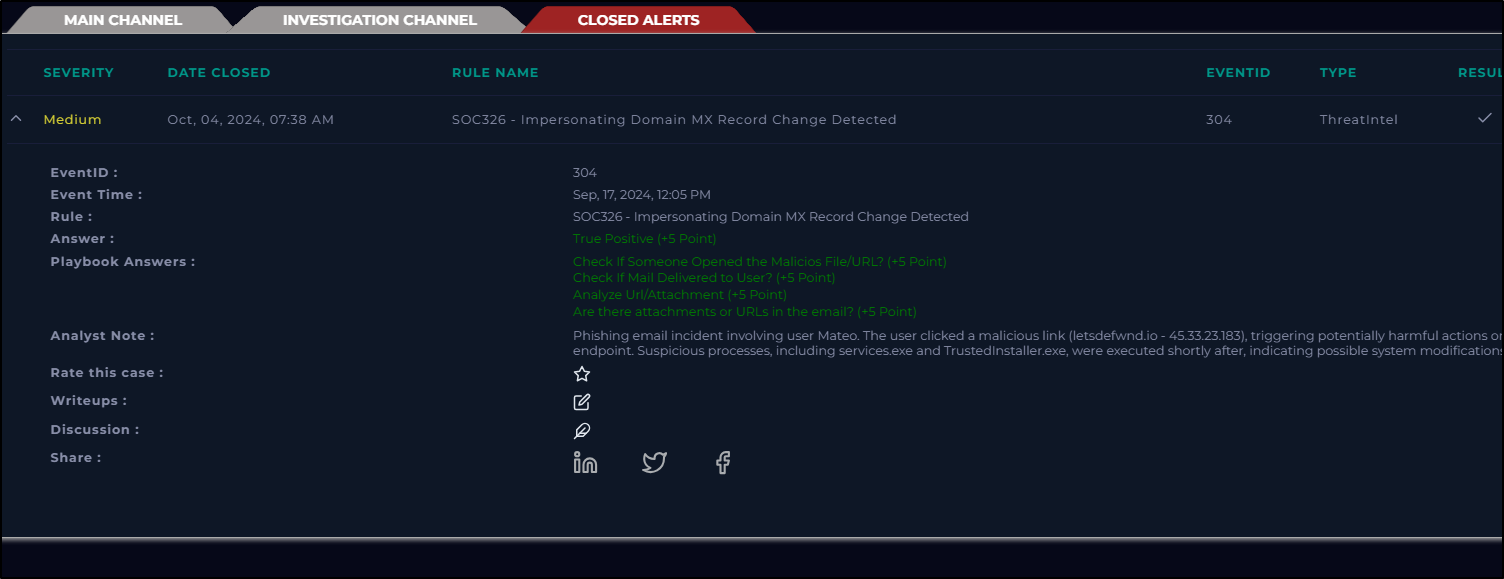 MAIN CHANNEL INVESTIGATION CHANNEL CLOSED ALERTS
SEVERITY DATE CLOSED RULE NAME EVENTID TYPE RESUL
Medium Oct, 04, 2024, 07:38 AM SOC326 - Impersonating Domain MX Record Change Detected 304 ThreatIntel
EventID : 304
Event Time : Sep, 17, 2024, 12:05 PM
Rule : SOC326 - Impersonating Domain MX Record Change Detected
Answer : True Positive (+5 Point)
Playbook Answers : Check If Someone Opened the Malicios File/URL? (+5 Point)
Check If Mail Delivered to User? (+5 Point)
Analyze Url/Attachment (+5 Point)
Are there attachments or URLs in the email? (+5 Point)
Analyst Note : Phishing email incident involving user Mateo. The user clicked a malicious link (letsdefwnd.io - 45.33.23.183), triggering potentially harmful actions or
endpoint. Suspicious processes, including services.exe and TrustedInstaller.exe, were executed shortly after, indicating possible system modifications
Rate this case :
Writeups :
Discussion :
Share :